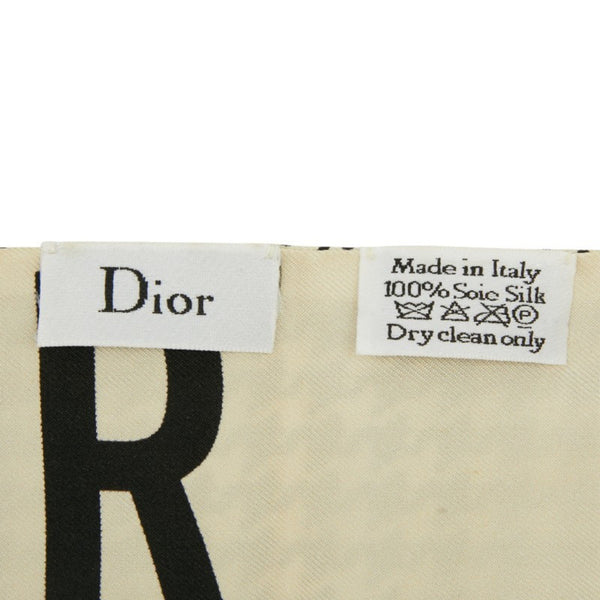 Dior
Made in Italy
100% Soie Silk
P
Dry clean only
R